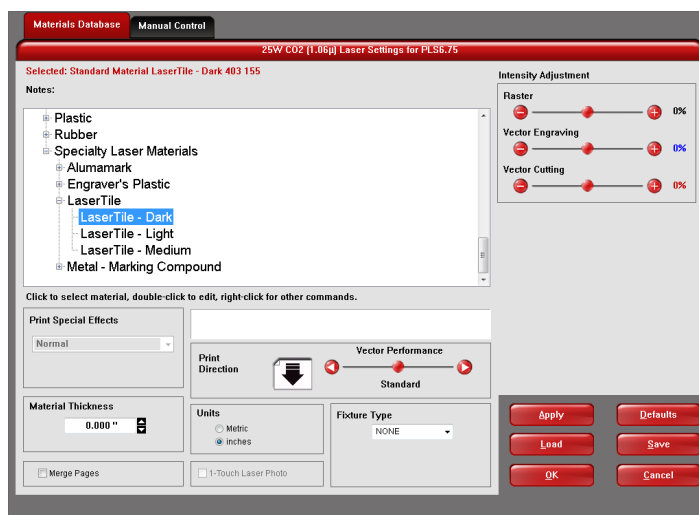 Materials Database Manual Control
25W CO2 [1.06µ] Laser Settings for PLS6.75
Selected: Standard Material LaserTile - Dark 403 155
Notes:
Plastic
Rubber
Specialty Laser Materials
Alumamark
Engraver's Plastic
LaserTile
LaserTile - Dark
LaserTile - Light
LaserTile - Medium
Metal - Marking Compound
Click to select material, double-click to edit, right-click for other commands.
Intensity Adjustment
Raster
0%
Vector Engraving
0%
Vector Cutting
0%
Print Special Effects
Normal
Print
Direction
Vector Performance
Standard
Material Thickness
0.000 "
Units
Metric
inches
Fixture Type
NONE
Merge Pages
1-Touch Laser Photo
Apply Defaults
Load Save
OK Cancel